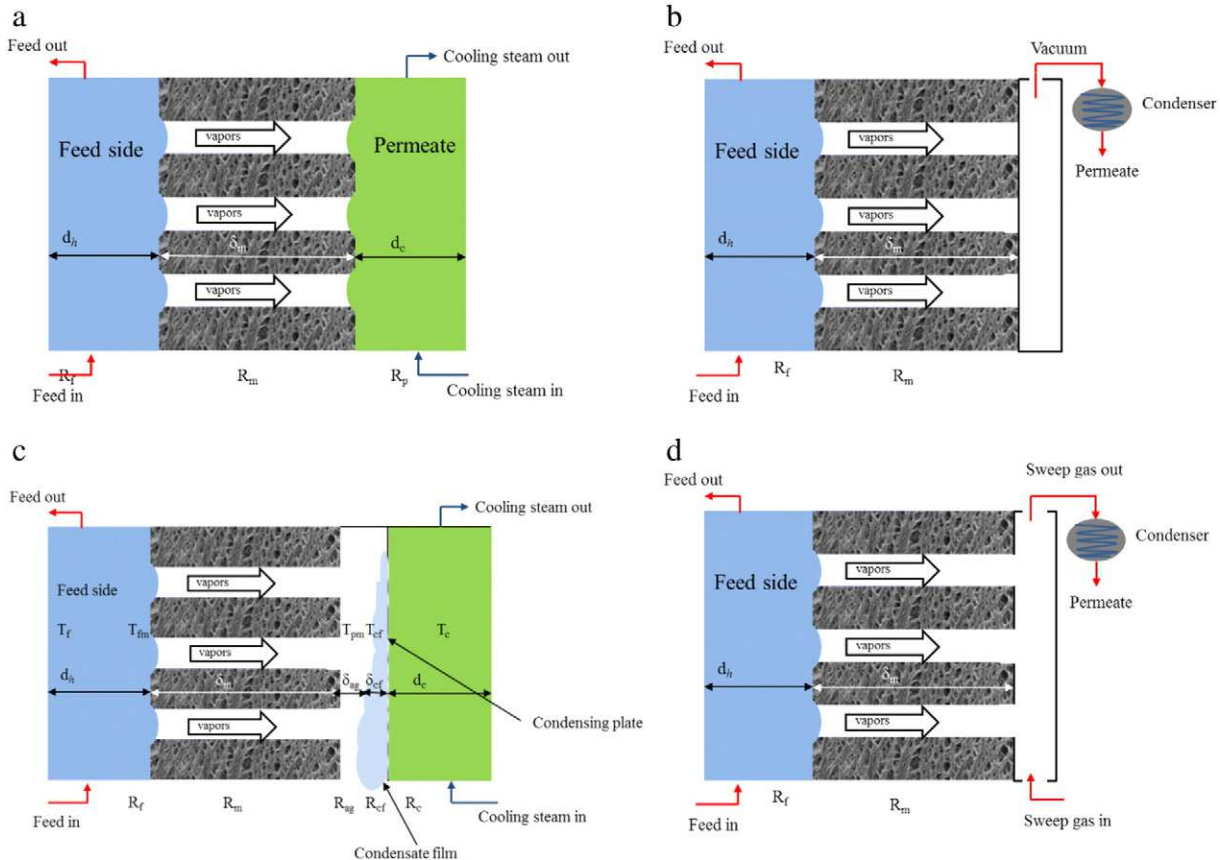 a
Feed out
Cooling steam out
vapors
Feed side
Permeate
vapors
dh
δm
dc
vapors
Rf
Rm
Rp
Feed in
Cooling steam in
b
Feed out
Vacuum
Condenser
vapors
Feed side
Permeate
vapors
dh
δm
vapors
Rf
Rm
Feed in
c
Feed out
Cooling steam out
vapors
Feed side
Tf
Tfm
Tpm
Tcf
Tc
vapors
dh
δm
δag
δcf
dc
vapors
Condensing plate
Rf
Rm
Rag
Rcf
Rc
Feed in
Cooling steam in
Condensate film
d
Sweep gas out
Feed out
Condenser
vapors
Feed side
Permeate
vapors
dh
δm
vapors
Rf
Rm
Feed in
Sweep gas in